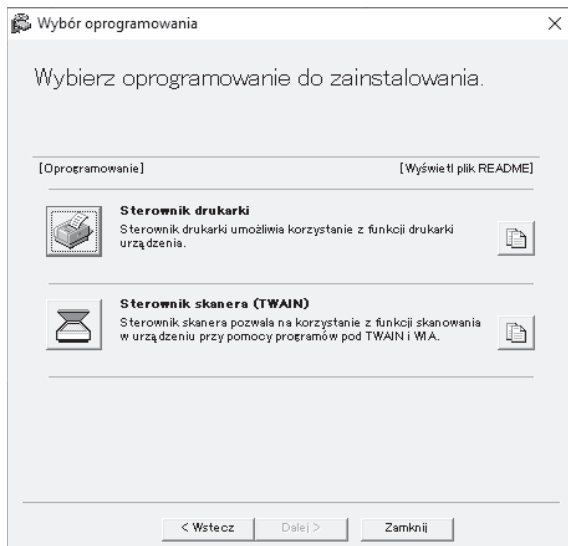 Wybór oprogramowania
Wybierz oprogramowanie do zainstalowania.
[Oprogramowanie] [Wyświetl plik README]
Sterownik drukarki
Sterownik drukarki umożliwia korzystanie z funkcji drukarki
urządzenia.
Sterownik skanera (TWAIN)
Sterownik skanera pozwala na korzystanie z funkcji skanowania
w urządzeniu przy pomocy programów pod TWAIN i WIA.
< Wstecz Dalej > Zamknij